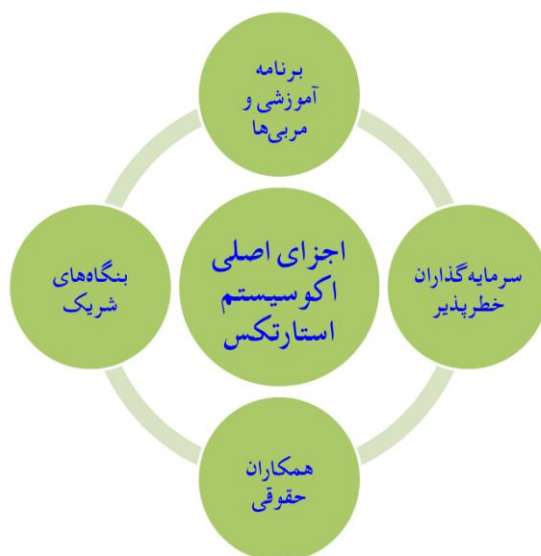 برنامه
آموزشی و
مربی‌ها
سرمایه‌گذاران
خطرپذیر
اجزای اصلی
اکوسیستم
استارتکس
بنگاه‌های
شریک
همکاران
حقوقی